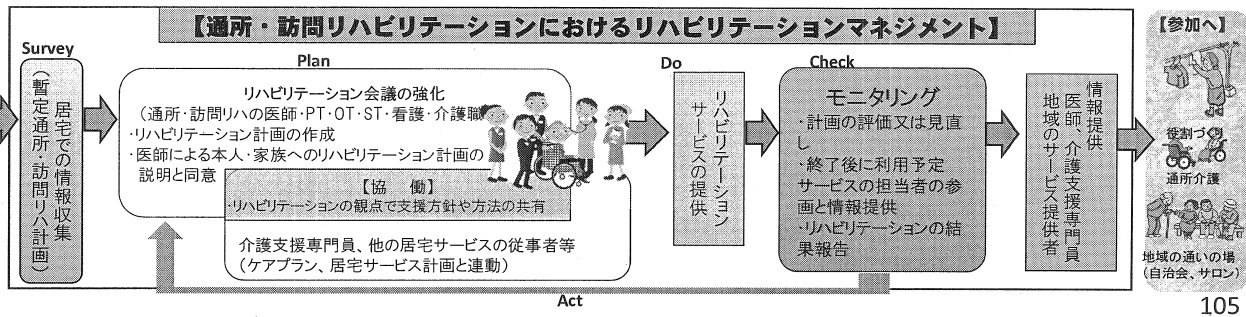 【通所・訪問リハビリテーションにおけるリハビリテーションマネジメント】
Survey
居宅での情報収集
（暫定通所・訪問リハ計画）
Plan
リハビリテーション会議の強化
（通所・訪問リハの医師・PT・OT・ST・看護・介護職
・リハビリテーション計画の作成
・医師による本人・家族へのリハビリテーション計画の
説明と同意
【協　働】
・リハビリテーションの観点で支援方針や方法の共有
介護支援専門員、他の居宅サービスの従事者等
（ケアプラン、居宅サービス計画と連動）
Do
リハビリテーション
サービスの提供
Check
モニタリング
・計画の評価又は見直
し
・終了後に利用予定
サービスの担当者の参
画と情報提供
・リハビリテーションの結
果報告
情報提供
医師、介護支援専門員
地域のサービス提供者
Act
【参加へ】
役割づくり
通所介護
地域の通いの場
（自治会、サロン）
105